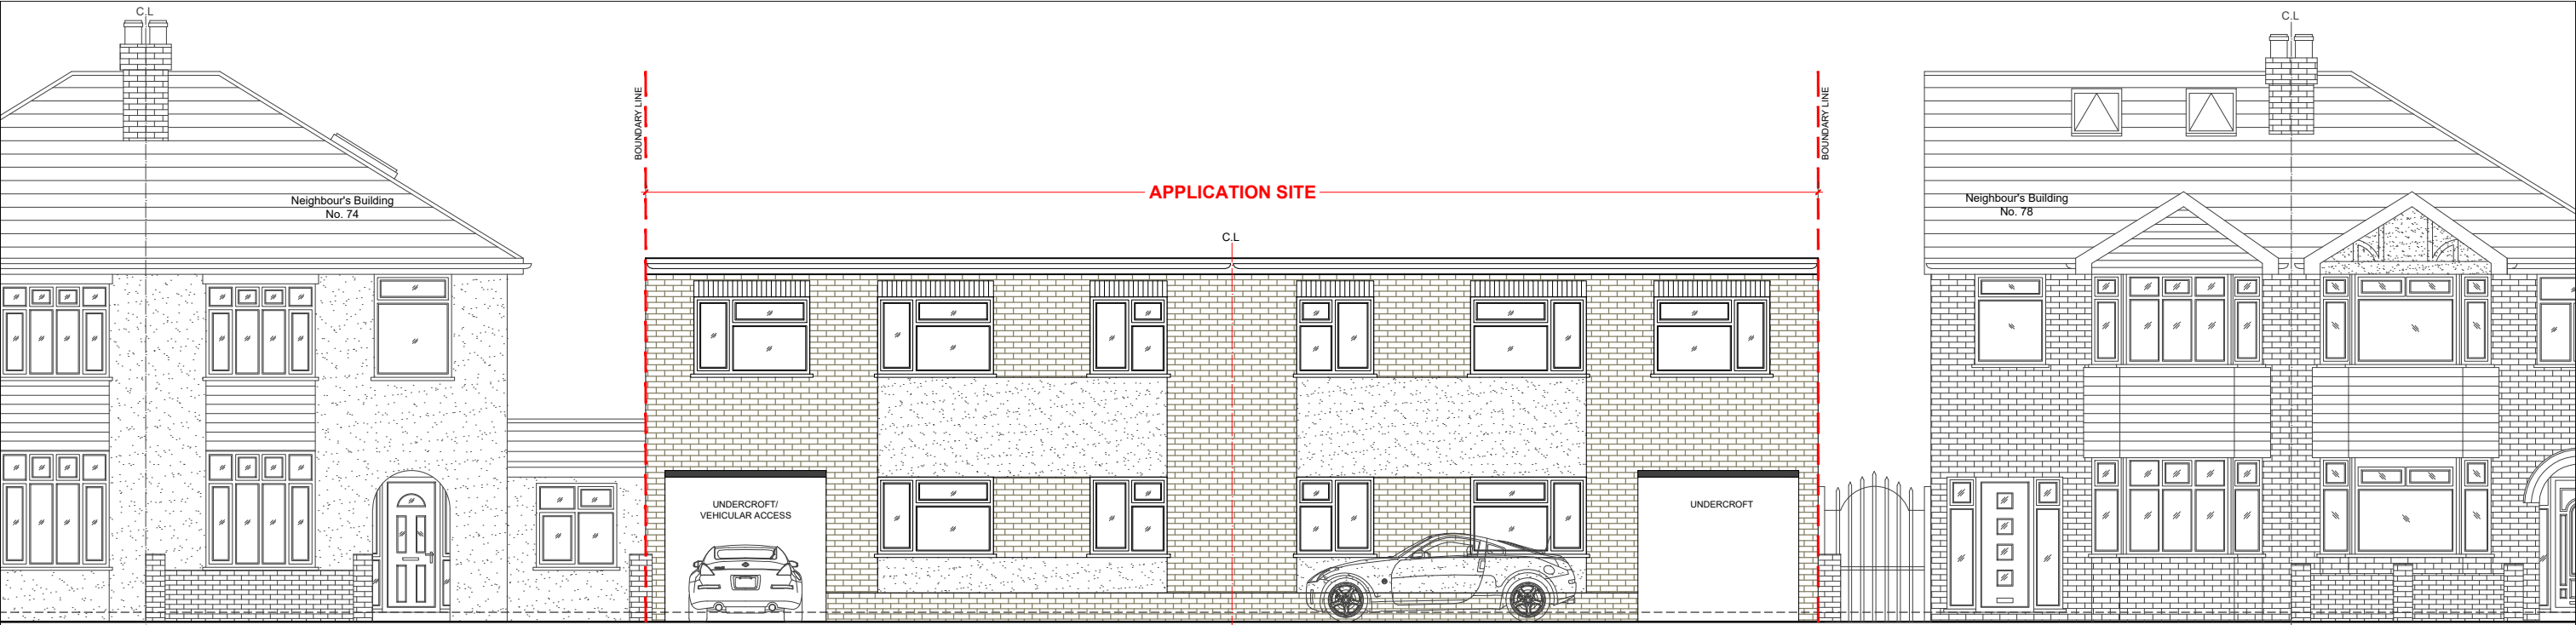 C.L
C.L
BOUNDARY LINE
BOUNDARY LINE
APPLICATION SITE
Neighbour's Building
No. 74
Neighbour's Building
No. 78
C.L
UNDERCROFT/
VEHICULAR ACCESS
UNDERCROFT